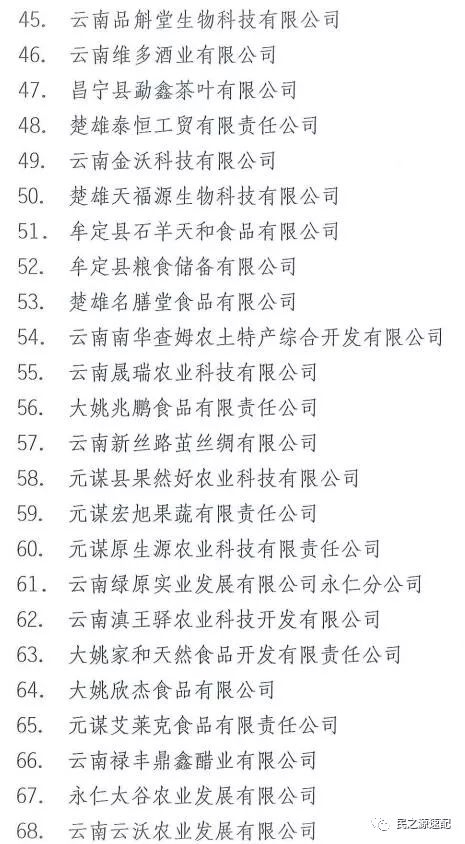 45. 云南品斛堂生物科技有限公司
46. 云南维多酒业有限公司
47. 昌宁县勐鑫茶叶有限公司
48. 楚雄泰恒工贸有限责任公司
49. 云南金沃科技有限公司
50. 楚雄天福源生物科技有限公司
51. 牟定县石羊天和食品有限公司
52. 牟定县粮食储备有限公司
53. 楚雄名膳堂食品有限公司
54. 云南南华查姆农土特产综合开发有限公司
55. 云南晟瑞农业科技有限公司
56. 大姚兆鹏食品有限责任公司
57. 云南新丝路茧丝绸有限公司
58. 元谋县果然好农业科技有限公司
59. 元谋宏旭果蔬有限责任公司
60. 元谋原生源农业科技有限责任公司
61. 云南绿原实业发展有限公司永仁分公司
62. 云南滇王驿农业科技开发有限公司
63. 大姚家和天然食品开发有限责任公司
64. 大姚欣杰食品有限公司
65. 元谋艾莱克食品有限责任公司
66. 云南禄丰鼎鑫醋业有限公司
67. 永仁太谷农业发展有限公司
68. 云南云沃农业发展有限公司
民之源速配